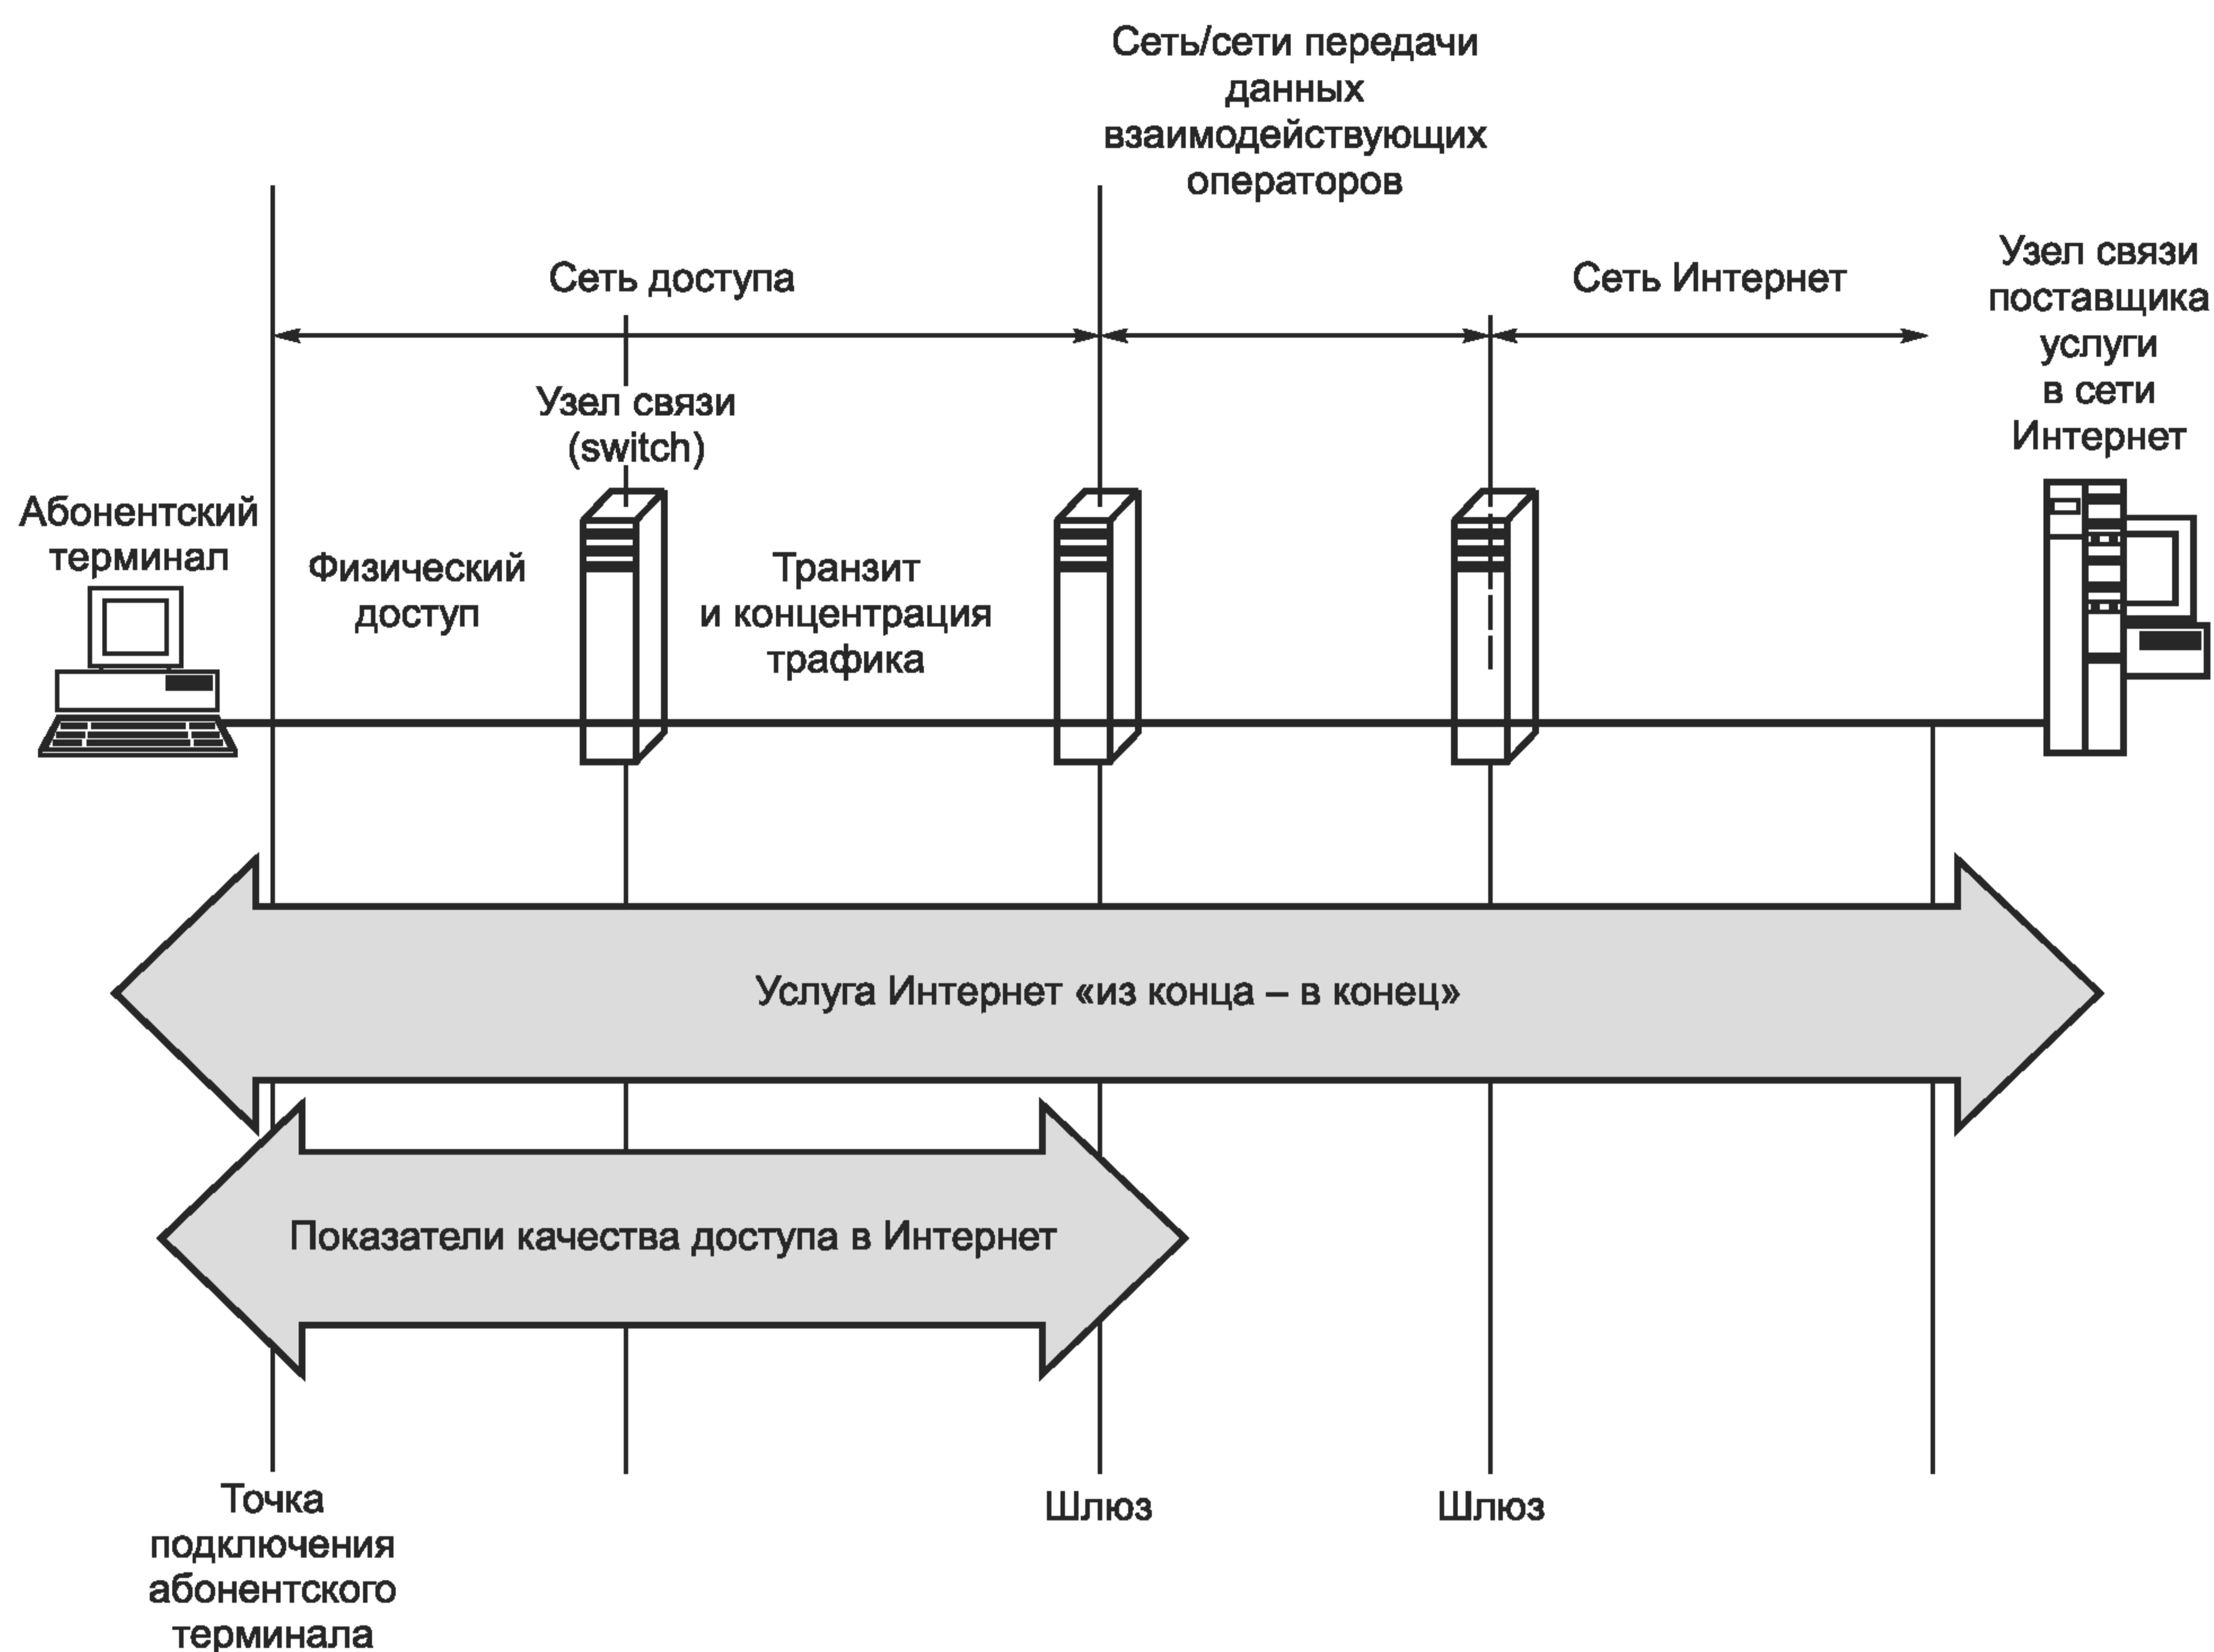 Сеть/сети передачи
данных
взаимодействующих
операторов
Сеть доступа
Сеть Интернет
Узел связи
поставщика
услуги
в сети
Интернет
Узел связи
(switch)
Абонентский
терминал
Физический
доступ
Транзит
и концентрация
трафика
Услуга Интернет «из конца – в конец»
Показатели качества доступа в Интернет
Точка
подключения
абонентского
терминала
Шлюз
Шлюз